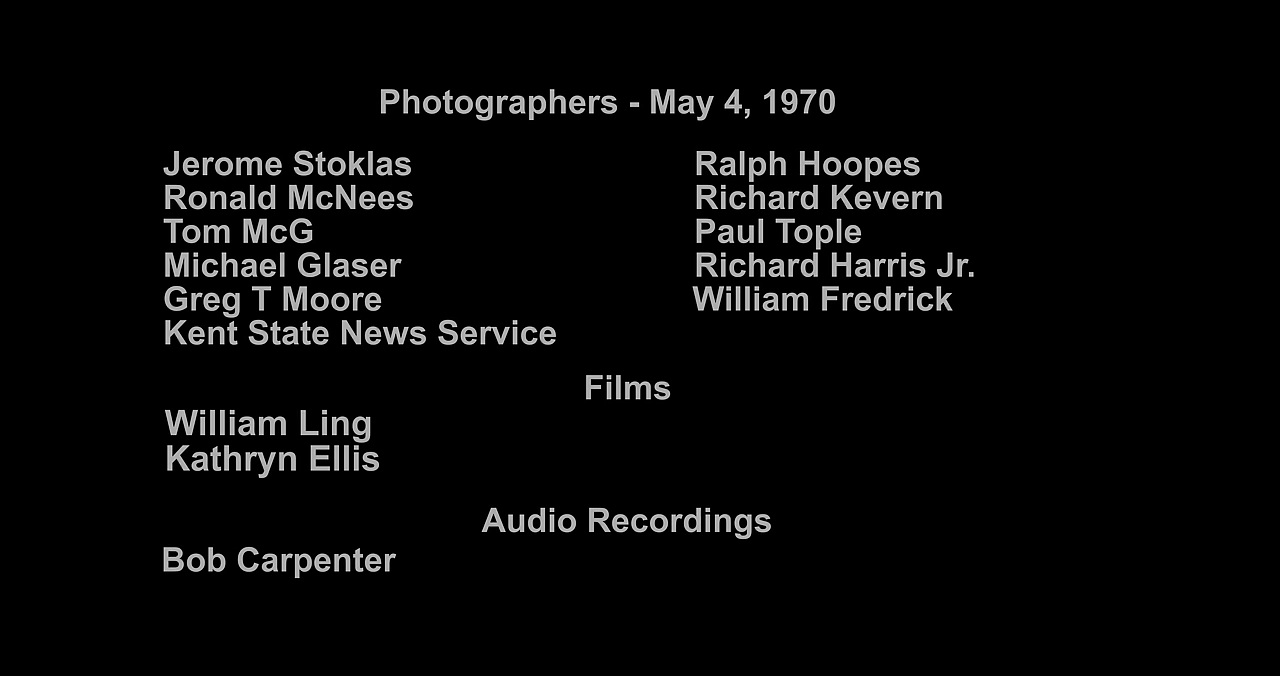 Photographers - May 4, 1970
Jerome Stoklas
Ronald McNees
Tom McG
Michael Glaser
Greg T Moore
Kent State News Service
Ralph Hoopes
Richard Kevern
Paul Tople
Richard Harris Jr.
William Fredrick
Films
William Ling
Kathryn Ellis
Audio Recordings
Bob Carpenter